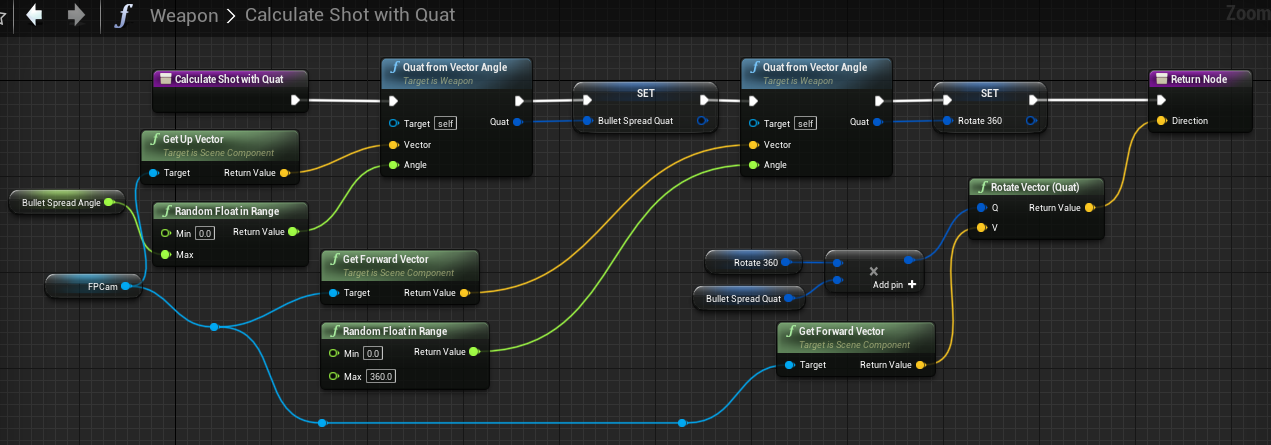 f Weapon > Calculate Shot with Quat
Zoom
Calculate Shot with Quat
f Quat from Vector Angle
Target is Weapon
Target self
Quat
Vector
Angle
SET
Bullet Spread Quat
f Quat from Vector Angle
Target is Weapon
Target self
Quat
Vector
Angle
SET
Rotate 360
Return Node
Direction
f Get Up Vector
Target is Scene Component
Target Return Value
Bullet Spread Angle
f Random Float in Range
Min 0.0 Return Value
Max
FPCam
f Get Forward Vector
Target is Scene Component
Target Return Value
f Random Float in Range
Min 0.0 Return Value
Max 360.0
f Rotate Vector (Quat)
Q Return Value
V
Rotate 360
Bullet Spread Quat
×
Add pin +
f Get Forward Vector
Target is Scene Component
Target Return Value